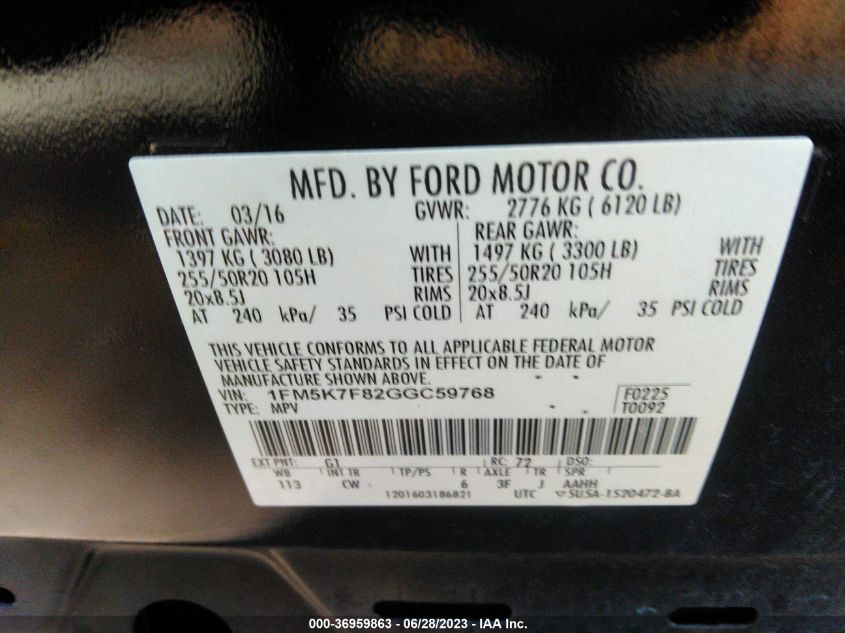 MFD. BY FORD MOTOR CO.
DATE: 03/16 GVWR: 2776 KG ( 6120 LB)
FRONT GAWR: REAR GAWR:
1397 KG ( 3080 LB) WITH 1497 KG ( 3300 LB) WITH
255/50R20 105H TIRES 255/50R20 105H TIRES
20x8.5J RIMS 20x8.5J RIMS
AT 240 kPa/ 35 PSI COLD AT 240 kPa/ 35 PSI COLD
THIS VEHICLE CONFORMS TO ALL APPLICABLE FEDERAL MOTOR
VEHICLE SAFETY STANDARDS IN EFFECT ON THE DATE OF
MANUFACTURE SHOWN ABOVE.
VIN: 1FM5K7F82GGC59768 F0225
TYPE: MPV T0092
EXT PNT: G1 RC: 72 DSO:
WB INT TR TP/PS R AXLE TR SPR
113 CW 6 3F J AAHH
1201603186821 UTC 5U5A-1520472-BA
000-36959863 - 06/28/2023 - IAA Inc.